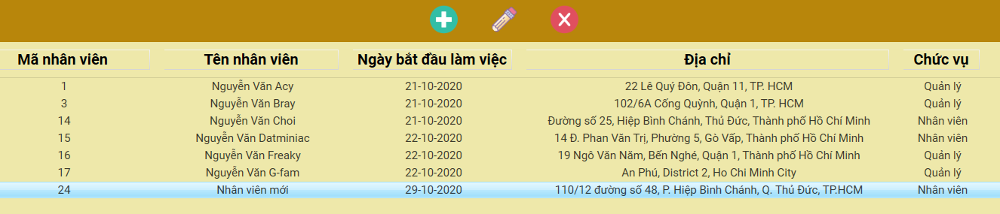 Mã nhân viên Tên nhân viên Ngày bắt đầu làm việc Địa chỉ Chức vụ
1 Nguyễn Văn Acy 21-10-2020 22 Lê Quý Đôn, Quận 11, TP. HCM Quản lý
3 Nguyễn Văn Bray 21-10-2020 102/6A Cống Quỳnh, Quận 1, TP. HCM Quản lý
14 Nguyễn Văn Choi 21-10-2020 Đường số 25, Hiệp Bình Chánh, Thủ Đức, Thành phố Hồ Chí Minh Nhân viên
15 Nguyễn Văn Datminiac 22-10-2020 14 Đ. Phan Văn Trị, Phường 5, Gò Vấp, Thành phố Hồ Chí Minh Nhân viên
16 Nguyễn Văn Freaky 22-10-2020 19 Ngô Văn Năm, Bến Nghé, Quận 1, Thành phố Hồ Chí Minh Quản lý
17 Nguyễn Văn G-fam 22-10-2020 An Phú, District 2, Ho Chi Minh City Quản lý
24 Nhân viên mới 29-10-2020 110/12 đường số 48, P. Hiệp Bình Chánh, Q. Thủ Đức, TP.HCM Nhân viên